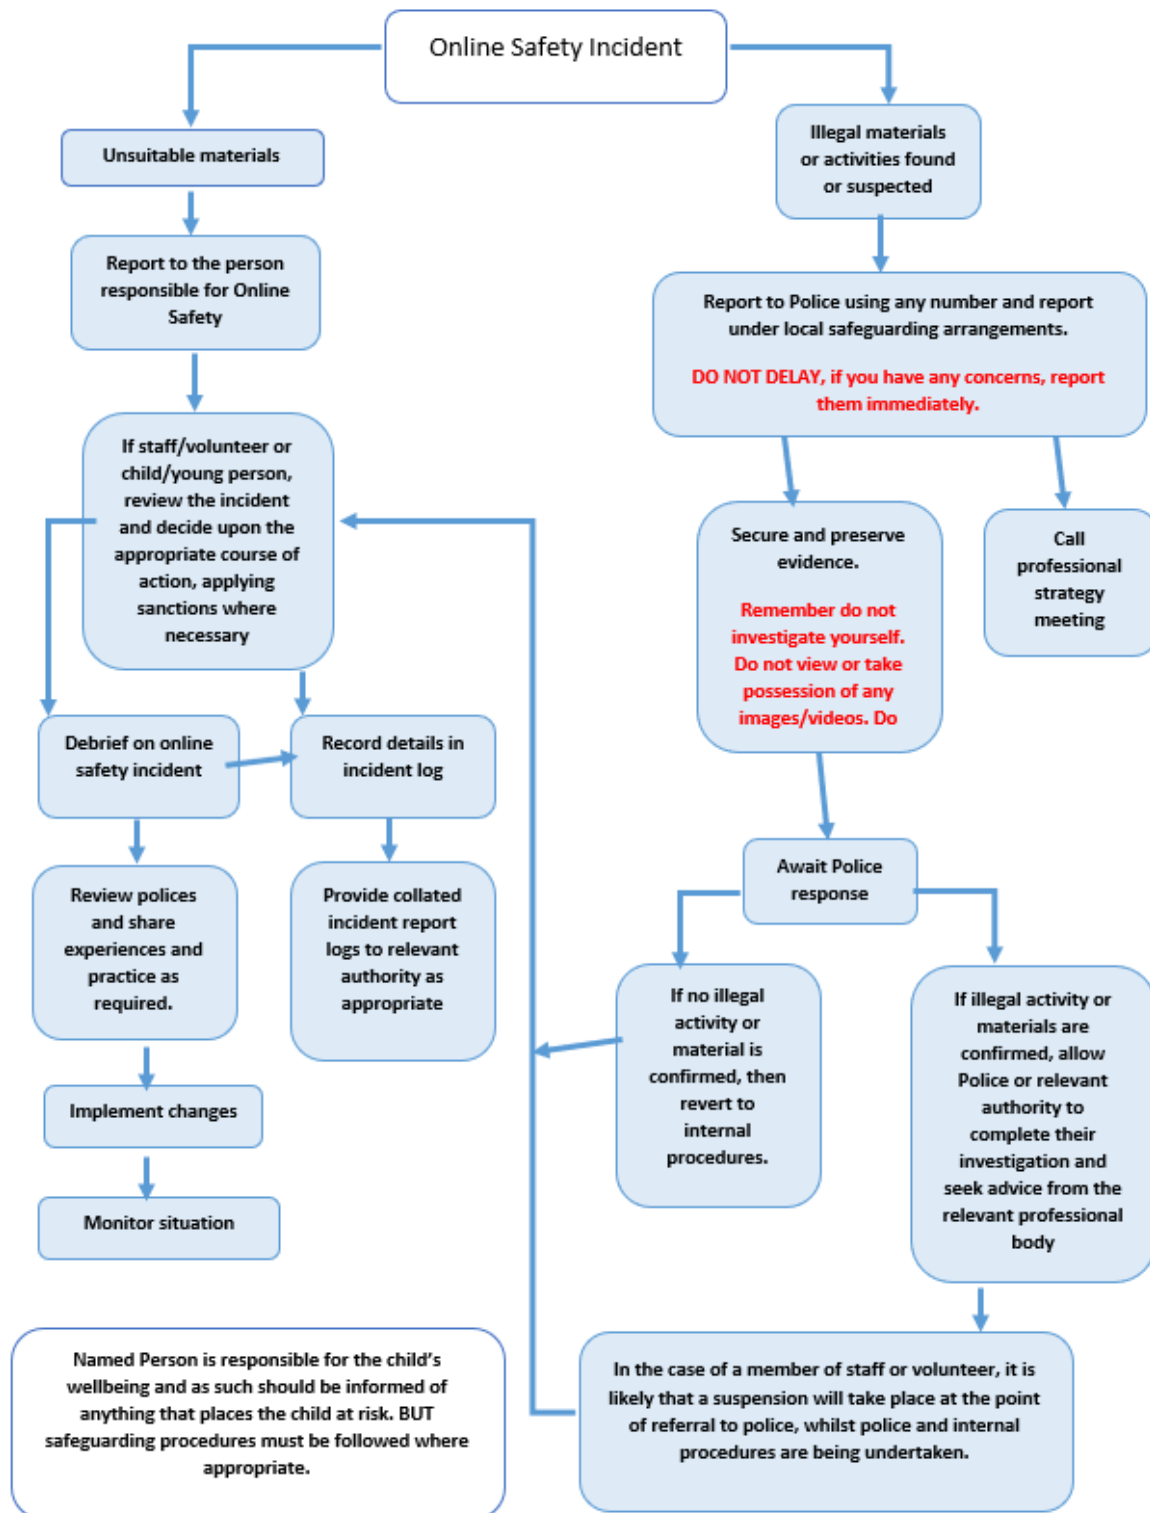 Online Safety Incident
Unsuitable materials
Illegal materials
or activities found
or suspected
Report to the person
responsible for Online
Safety
Report to Police using any number and report
under local safeguarding arrangements.
DO NOT DELAY, if you have any concerns, report
them immediately.
If staff/volunteer or
child/young person,
review the incident
and decide upon the
appropriate course of
action, applying
sanctions where
necessary
Secure and preserve
evidence.
Remember do not
investigate yourself.
Do not view or take
possession of any
images/videos. Do
Call
professional
strategy
meeting
Debrief on online
safety incident
Record details in
incident log
Review polices
and share
experiences and
practice as
required.
Provide collated
incident report
logs to relevant
authority as
appropriate
Await Police
response
If no illegal
activity or
material is
confirmed, then
revert to
internal
procedures.
If illegal activity or
materials are
confirmed, allow
Police or relevant
authority to
complete their
investigation and
seek advice from the
relevant professional
body
Implement changes
Monitor situation
Named Person is responsible for the child’s
wellbeing and as such should be informed of
anything that places the child at risk. BUT
safeguarding procedures must be followed where
appropriate.
In the case of a member of staff or volunteer, it is
likely that a suspension will take place at the point
of referral to police, whilst police and internal
procedures are being undertaken.